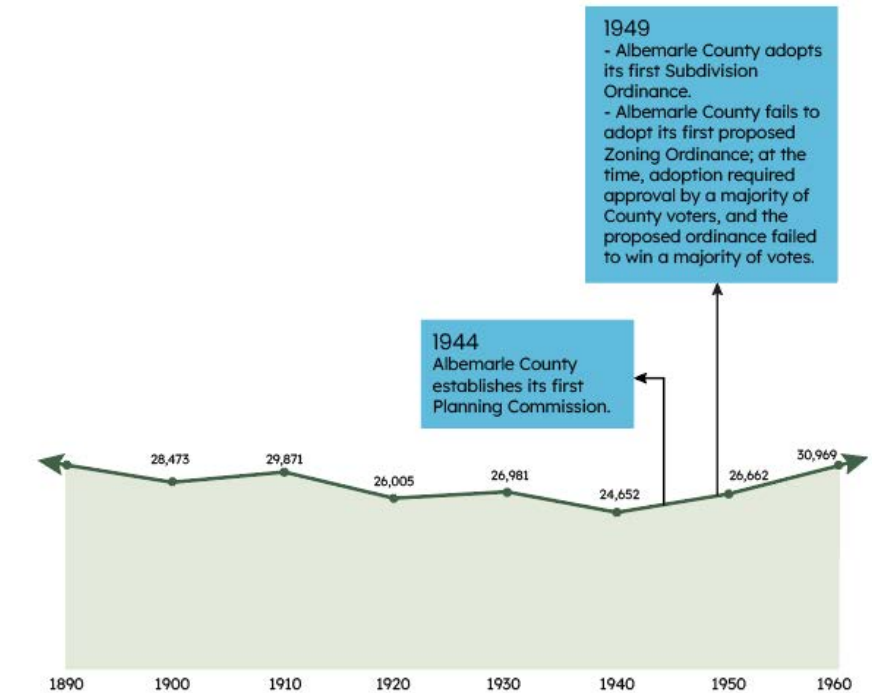 1949
- Albemarle County adopts
its first Subdivision
Ordinance.
- Albemarle County fails to
adopt its first proposed
Zoning Ordinance; at the
time, adoption required
approval by a majority of
County voters, and the
proposed ordinance failed
to win a majority of votes.
1944
Albemarle County
establishes its first
Planning Commission.
28,473
29,871
26,005
26,981
24,652
26,662
30,969
1890 1900 1910 1920 1930 1940 1950 1960